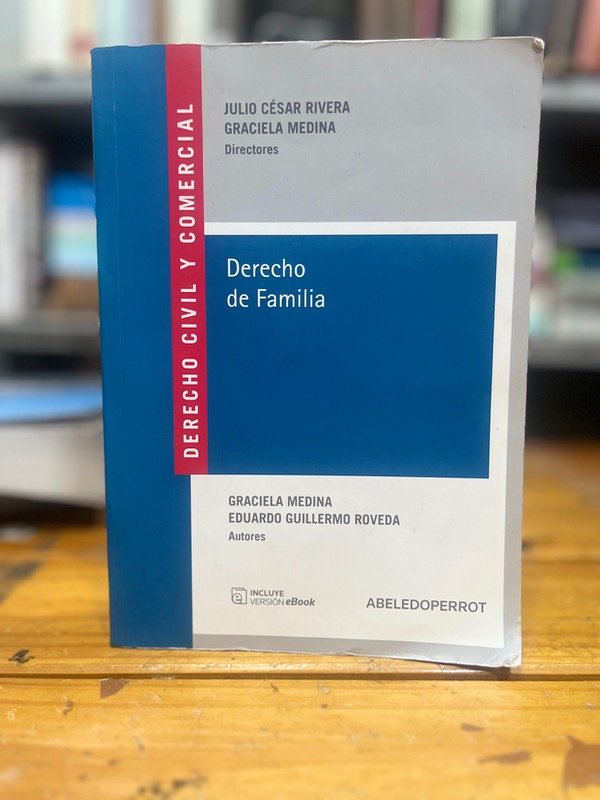 DERECHO CIVIL Y COMERCIAL
JULIO CÉSAR RIVERA
GRACIELA MEDINA
Directores
Derecho
de Familia
GRACIELA MEDINA
EDUARDO GUILLERMO ROVEDA
Autores
e
INCLUYE
VERSIÓN eBook
ABELEDOPERROT